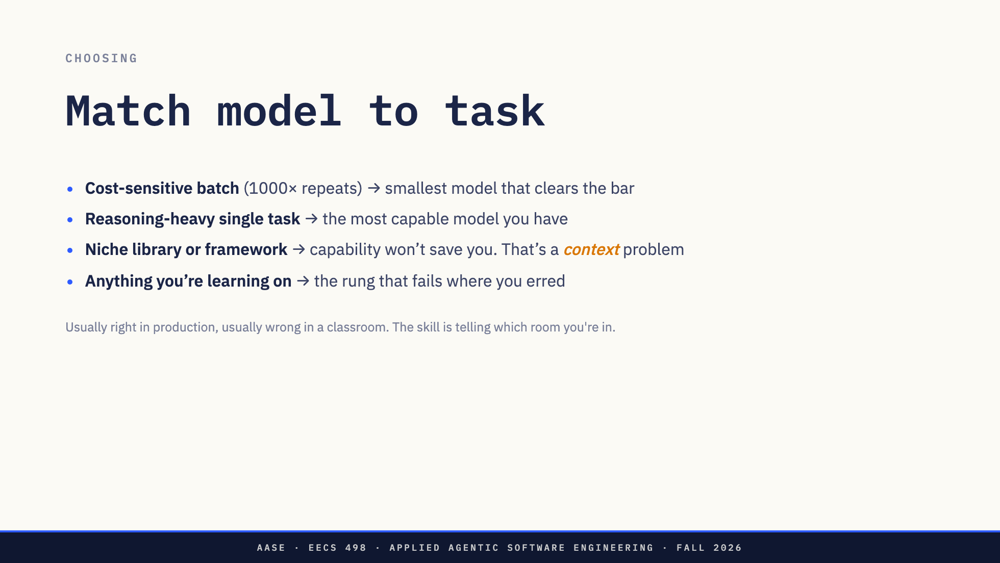 CHOOSING
Match model to task
• Cost-sensitive batch (1000× repeats) → smallest model that clears the bar
• Reasoning-heavy single task → the most capable model you have
• Niche library or framework → capability won’t save you. That’s a context problem
• Anything you’re learning on → the rung that fails where you erred
Usually right in production, usually wrong in a classroom. The skill is telling which room you're in.
AASE · EECS 498 · APPLIED AGENTIC SOFTWARE ENGINEERING · FALL 2026